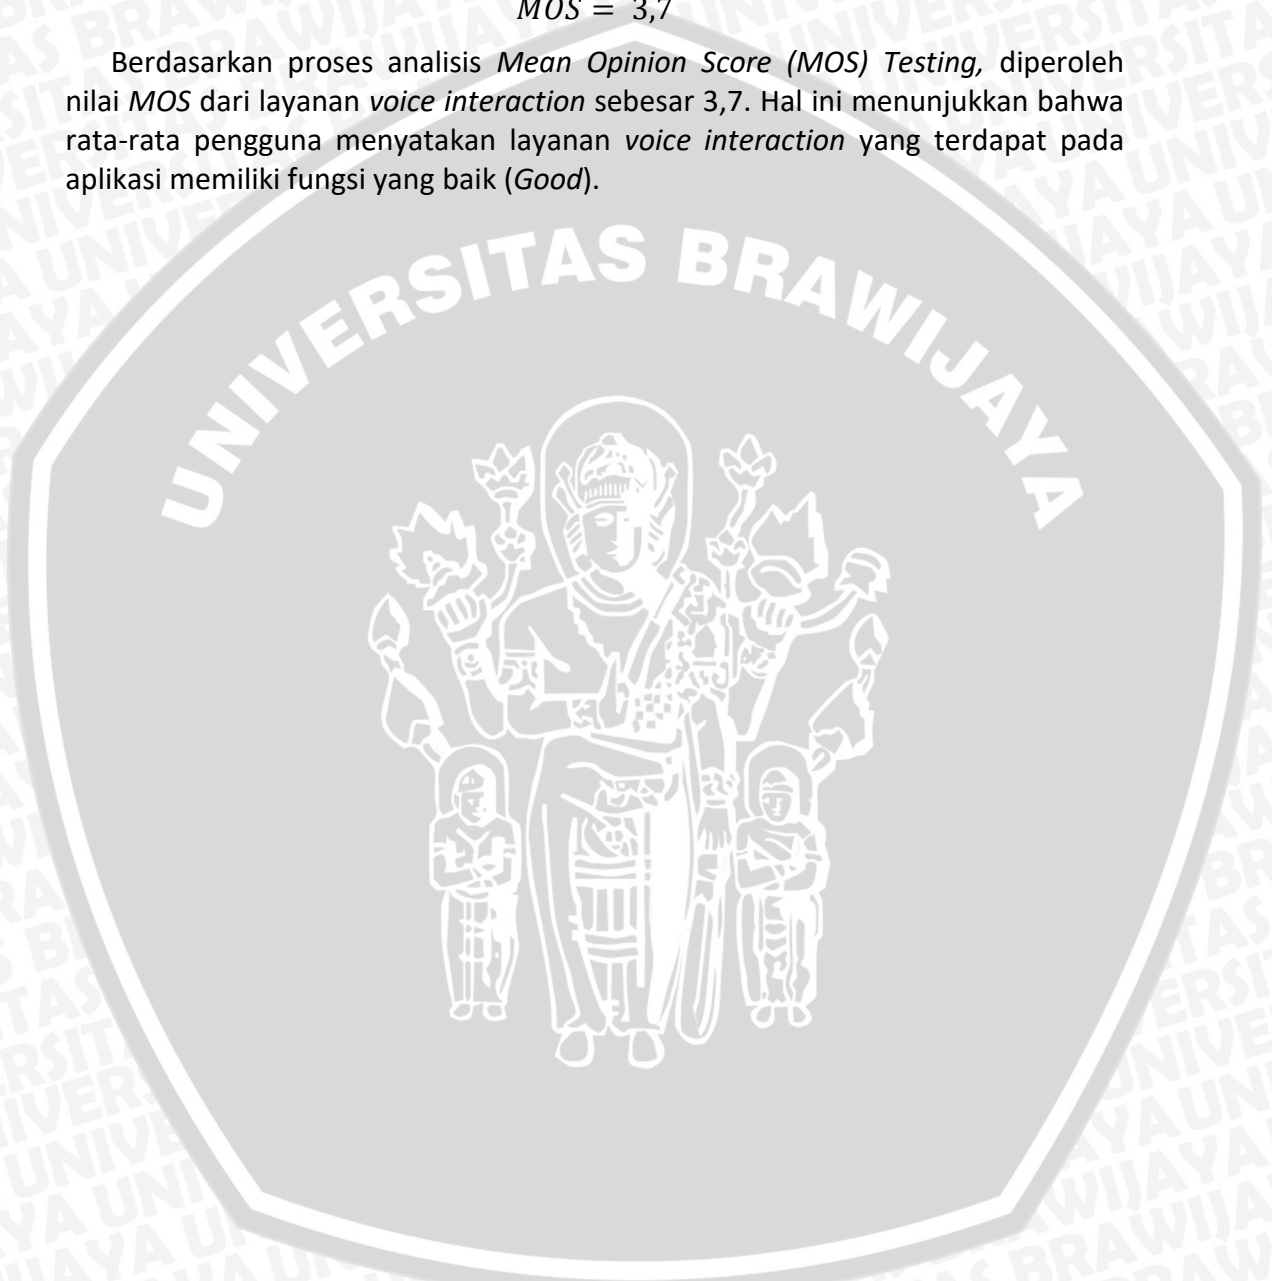 MOS = 3,7
Berdasarkan proses analisis Mean Opinion Score (MOS) Testing, diperoleh
nilai MOS dari layanan voice interaction sebesar 3,7. Hal ini menunjukkan bahwa
rata-rata pengguna menyatakan layanan voice interaction yang terdapat pada
aplikasi memiliki fungsi yang baik (Good).
UNIVERSITAS BRAWIJAYA